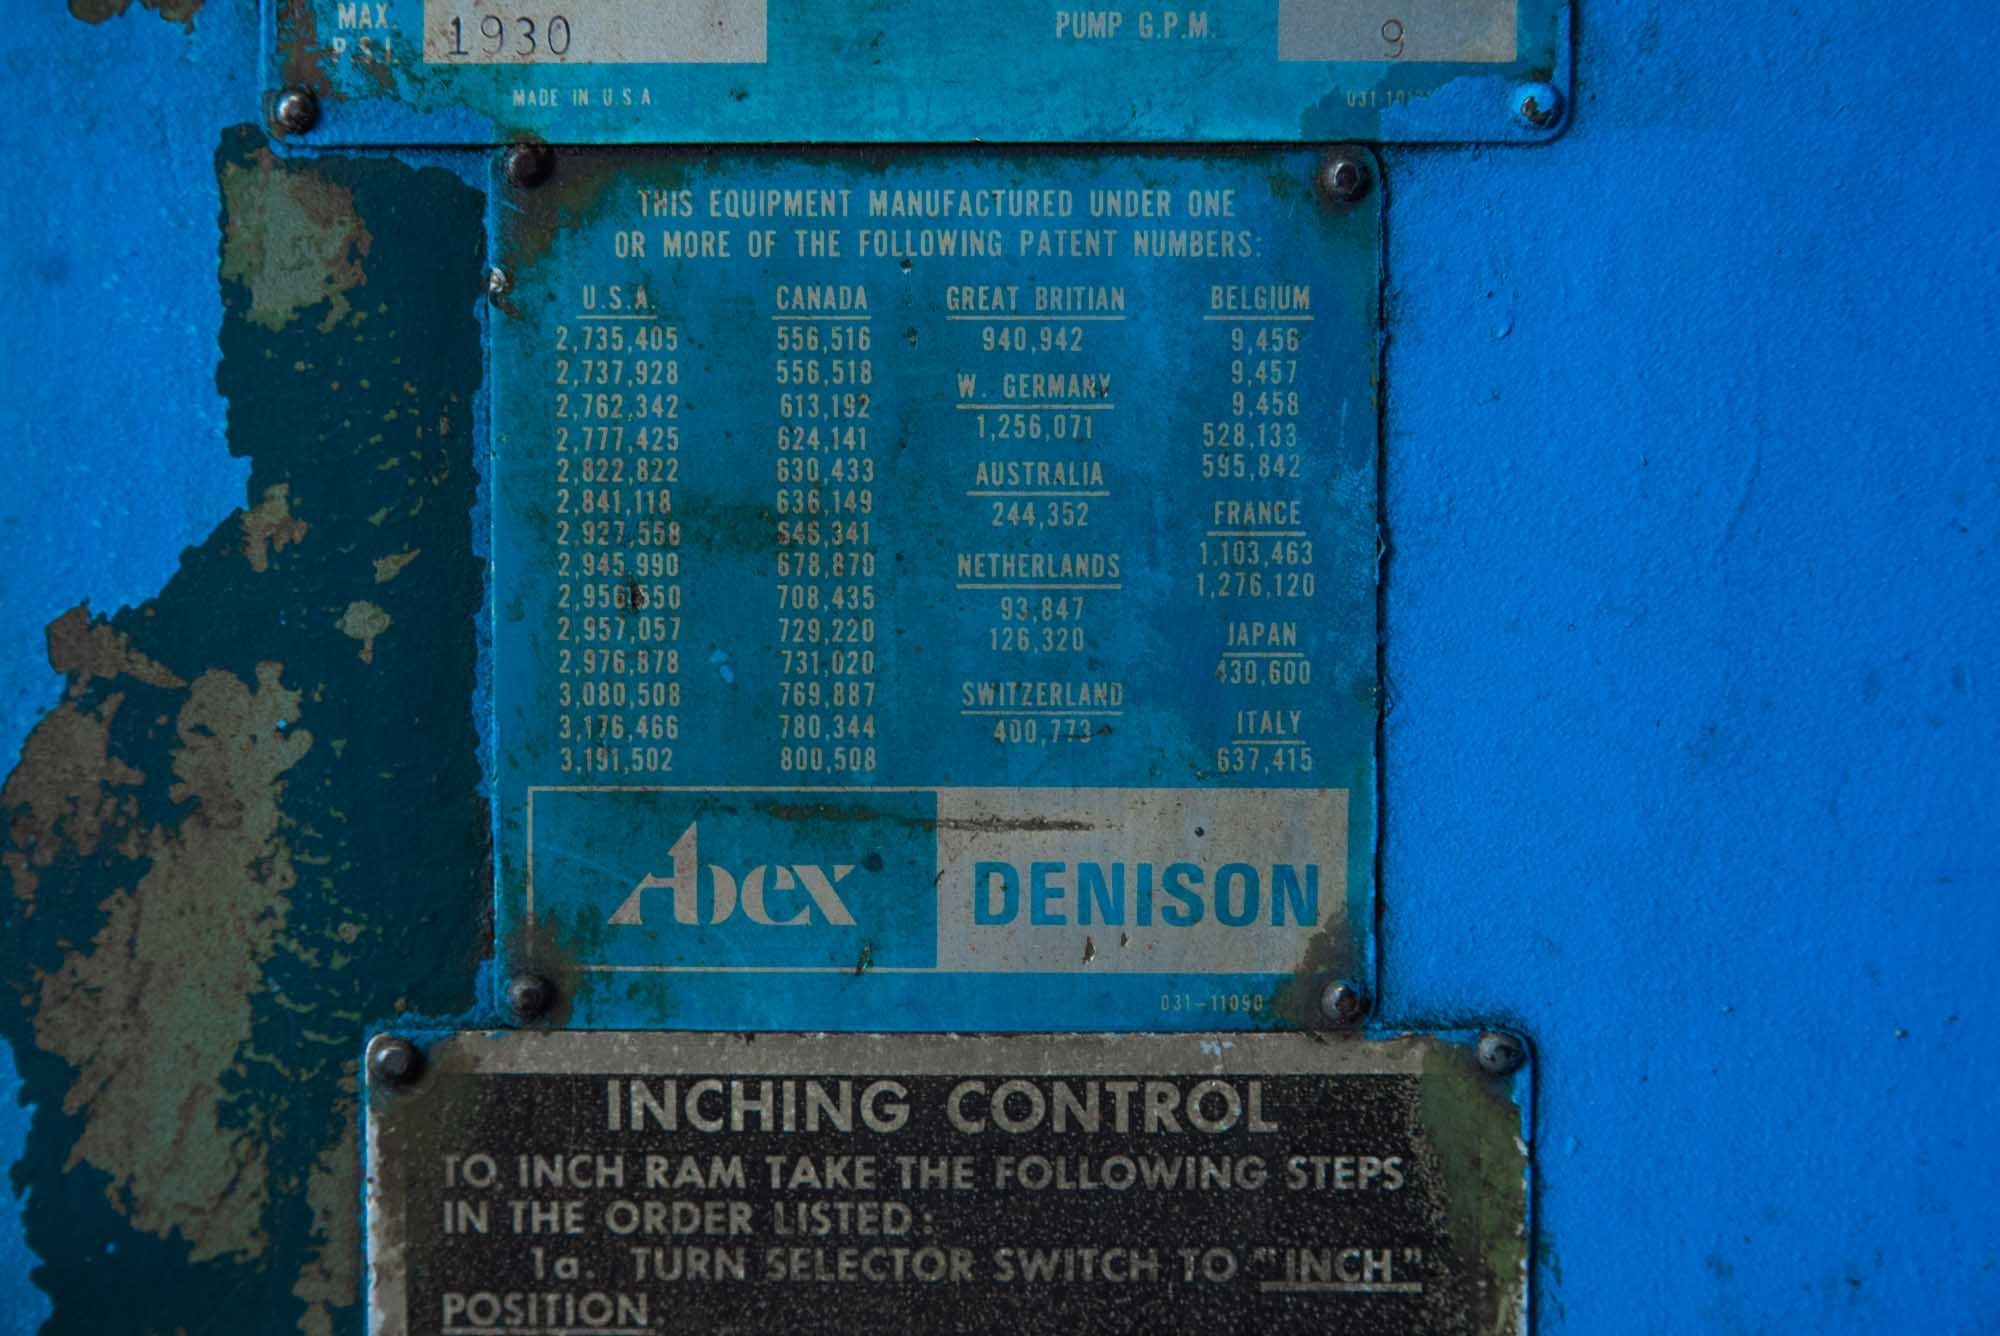 MAX. PUMP G.P.M.
P.S.I. 1930 9
MADE IN U.S.A.
THIS EQUIPMENT MANUFACTURED UNDER ONE
OR MORE OF THE FOLLOWING PATENT NUMBERS:
U.S.A.
2,735,405
2,737,928
2,762,342
2,777,425
2,822,822
2,841,118
2,927,558
2,945,990
2,956,550
2,957,057
2,976,878
3,080,508
3,176,466
3,191,502
CANADA
556,516
556,518
613,192
624,141
630,433
636,149
646,341
678,870
708,435
729,220
731,020
769,887
780,344
800,508
GREAT BRITIAN
940,942
W. GERMANY
1,256,071
AUSTRALIA
244,352
NETHERLANDS
93,847
126,320
SWITZERLAND
400,773
BELGIUM
9,456
9,457
9,458
528,133
595,842
FRANCE
1,103,463
1,276,120
JAPAN
430,600
ITALY
637,415
Abex DENISON
031-11090
INCHING CONTROL
TO INCH RAM TAKE THE FOLLOWING STEPS
IN THE ORDER LISTED:
1a. TURN SELECTOR SWITCH TO "INCH"
POSITION.